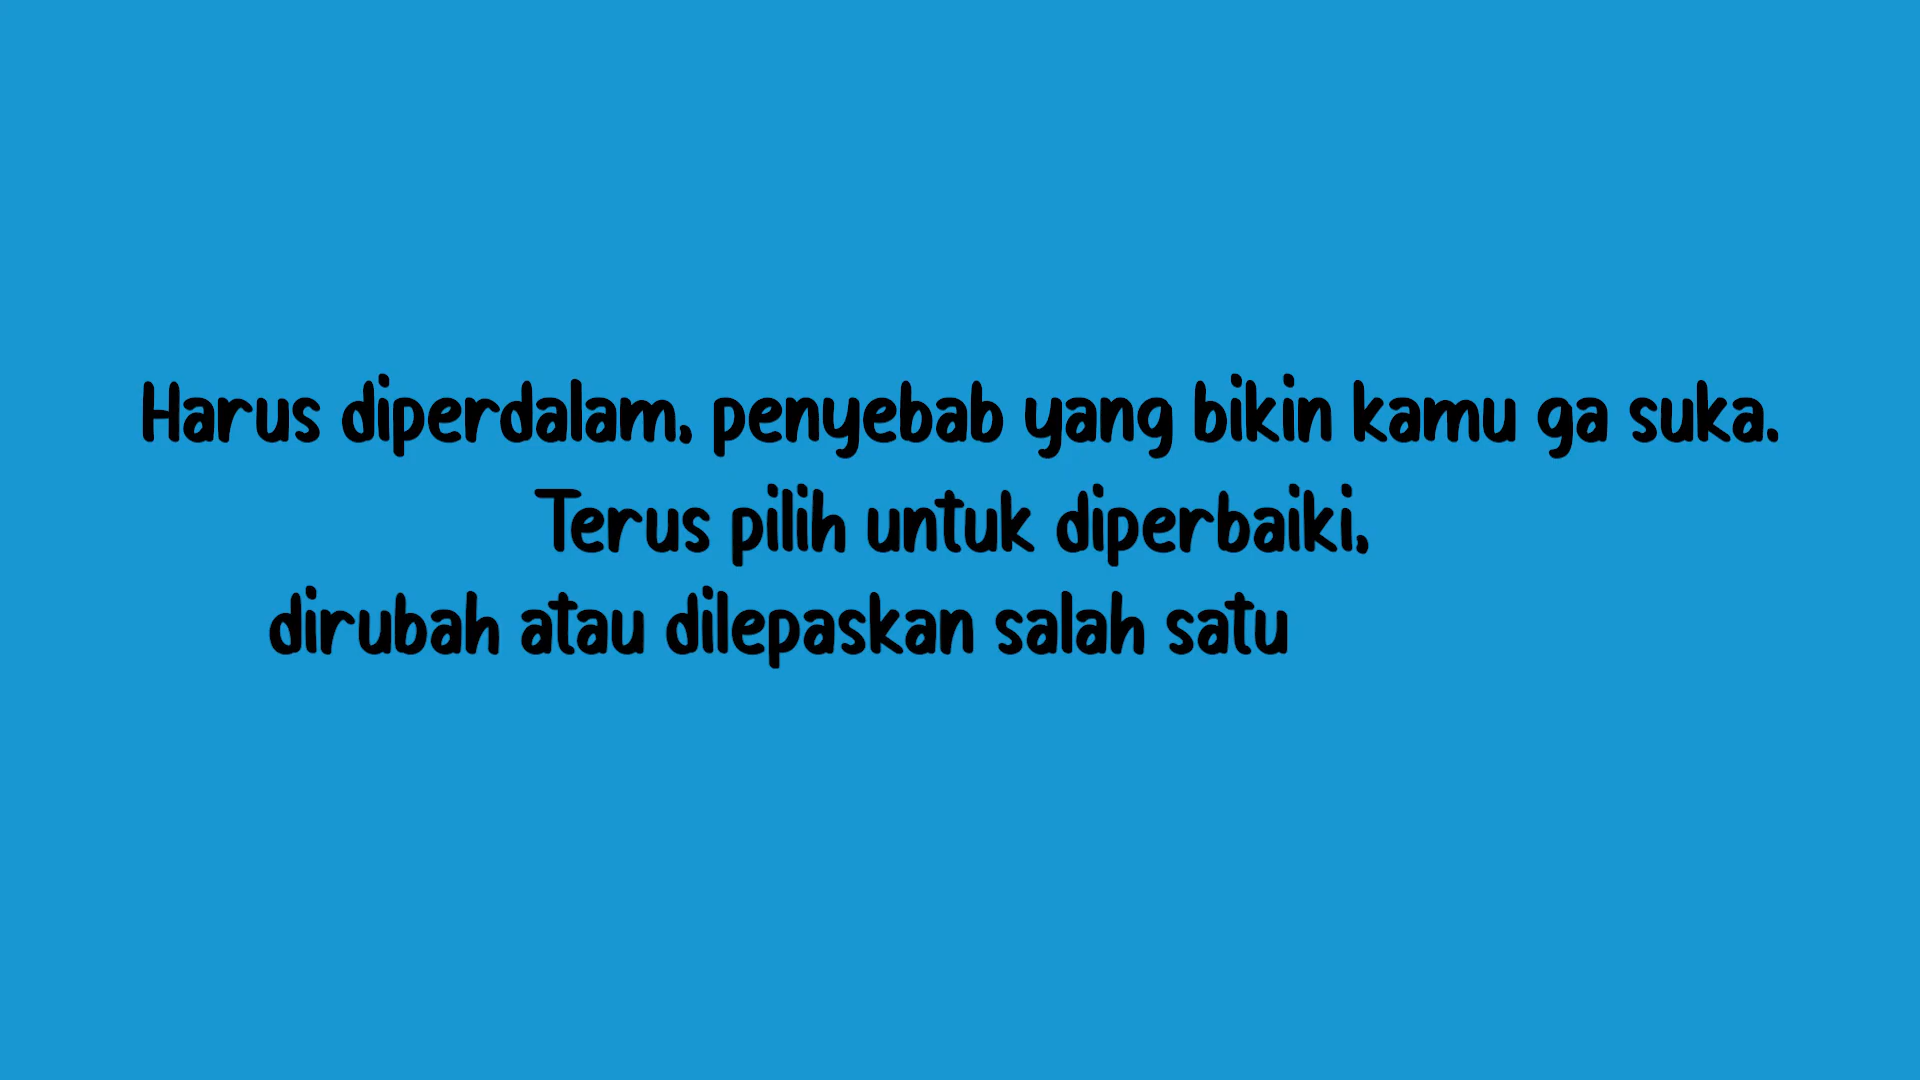 Harus diperdalam, penyebab yang bikin kamu ga suka.
Terus pilih untuk diperbaiki,
dirubah atau dilepaskan salah satu